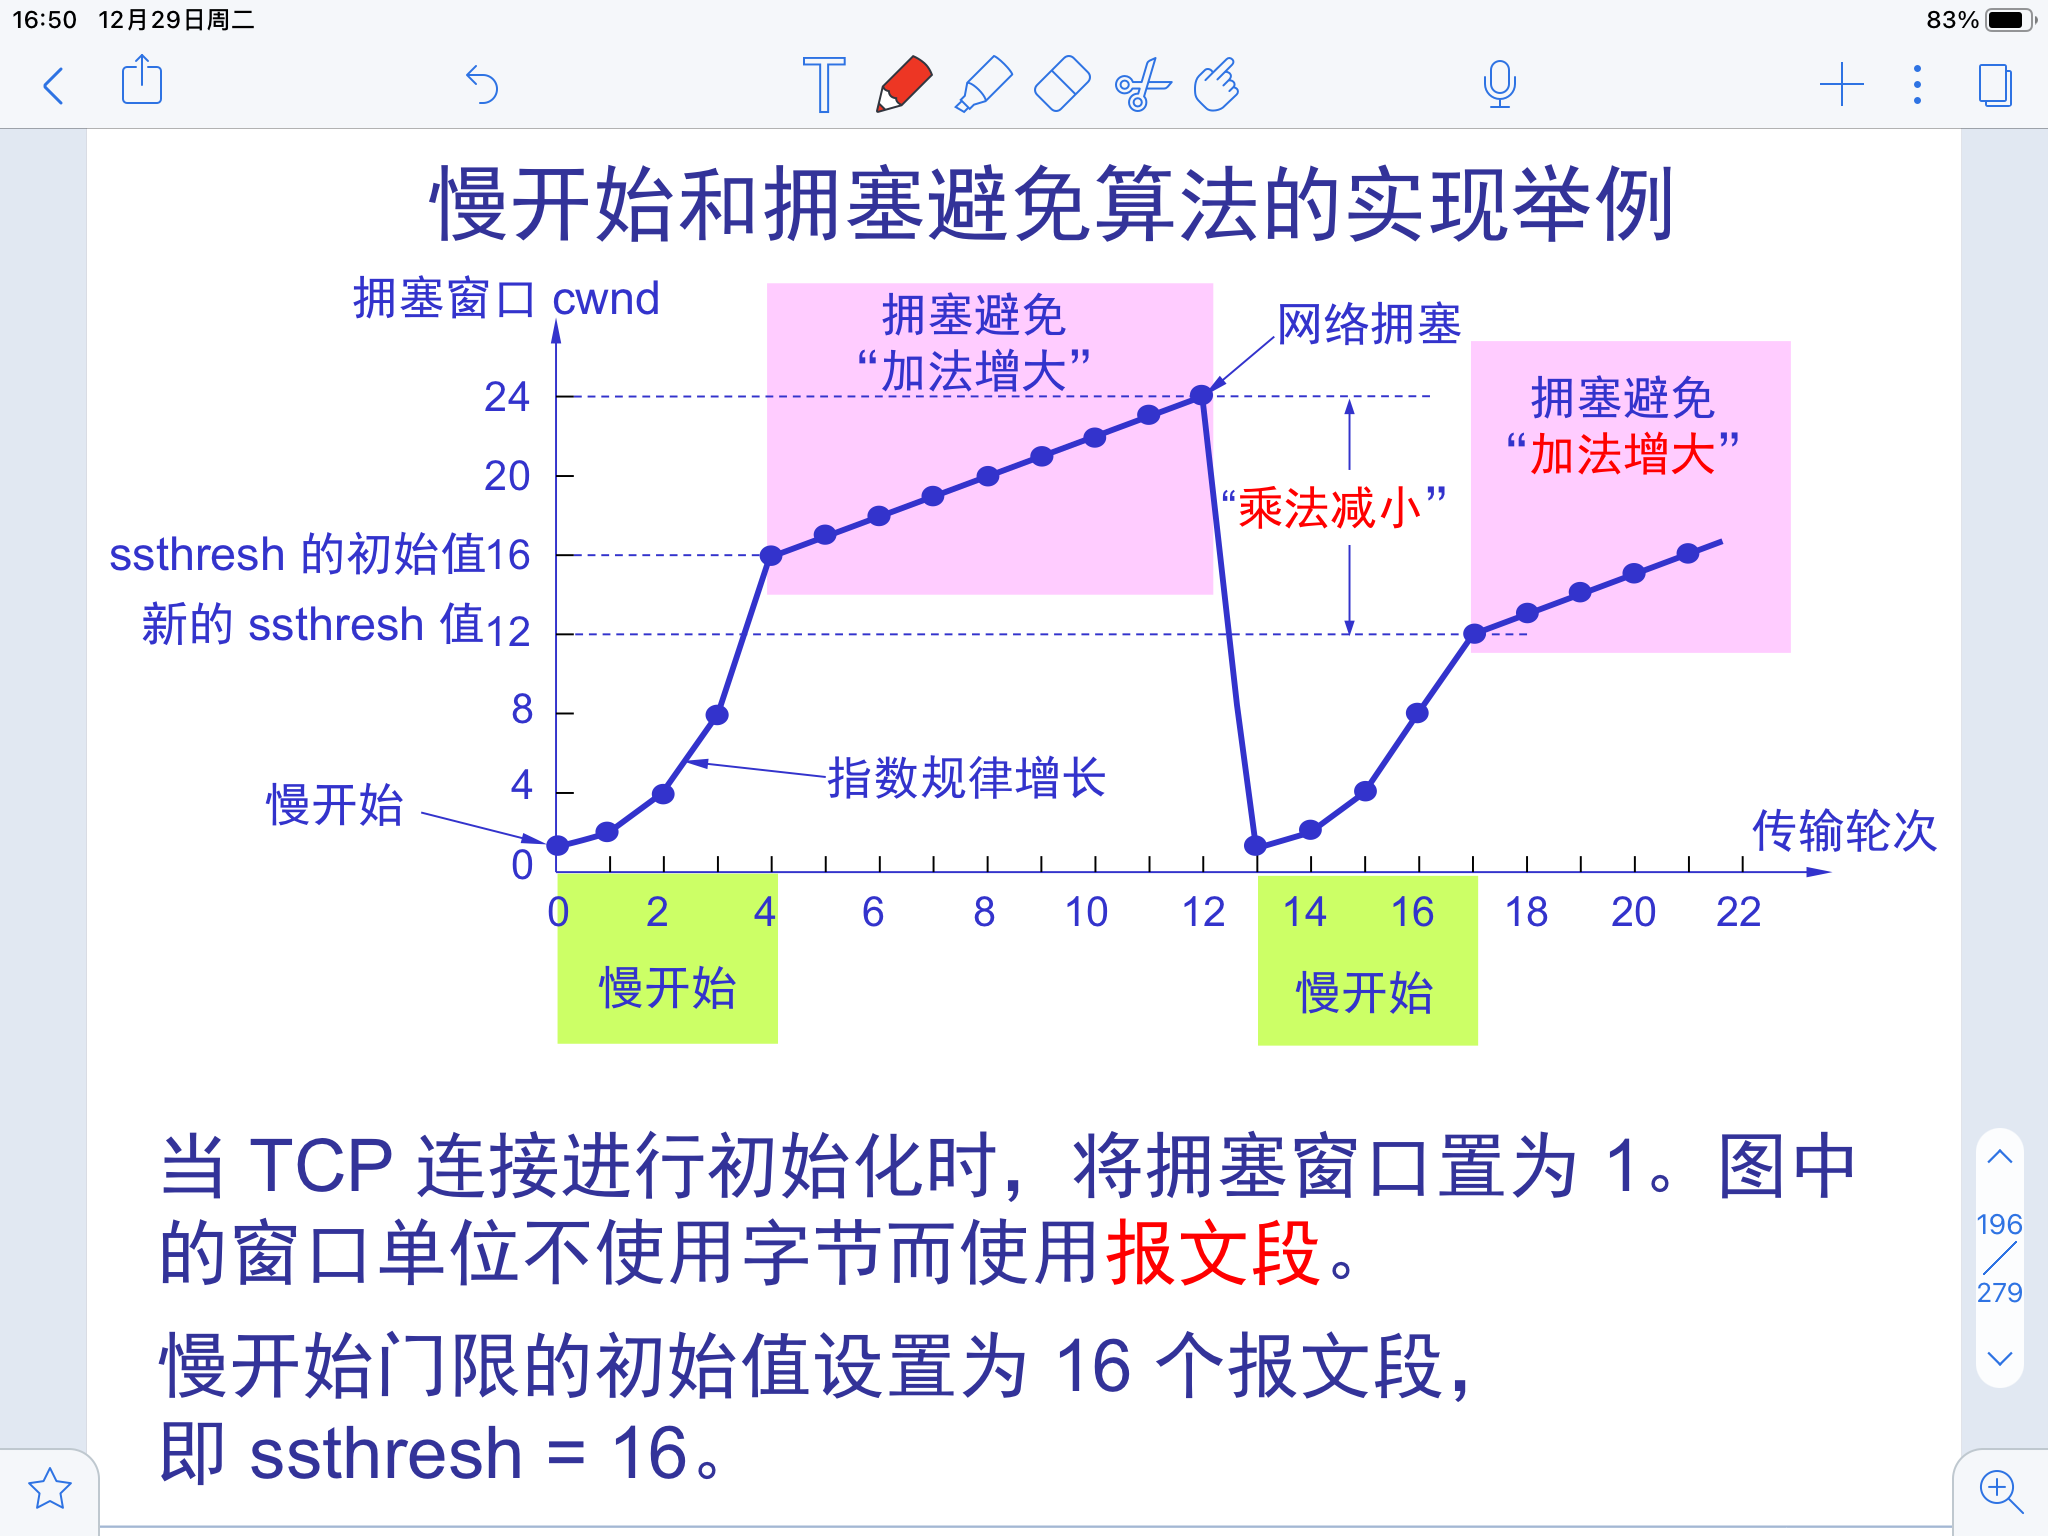 16:50 12月29日周二
83%
慢开始和拥塞避免算法的实现举例
拥塞窗口 cwnd
拥塞避免
“加法增大”
网络拥塞
拥塞避免
“加法增大”
24
20
“乘法减小”
ssthresh 的初始值16
新的 ssthresh 值12
8
4
指数规律增长
慢开始
0
传输轮次
0 2 4 6 8 10 12 14 16 18 20 22
慢开始
慢开始
当 TCP 连接进行初始化时，将拥塞窗口置为 1。图中
的窗口单位不使用字节而使用报文段。
慢开始门限的初始值设置为 16 个报文段，
即 ssthresh = 16。
196
279